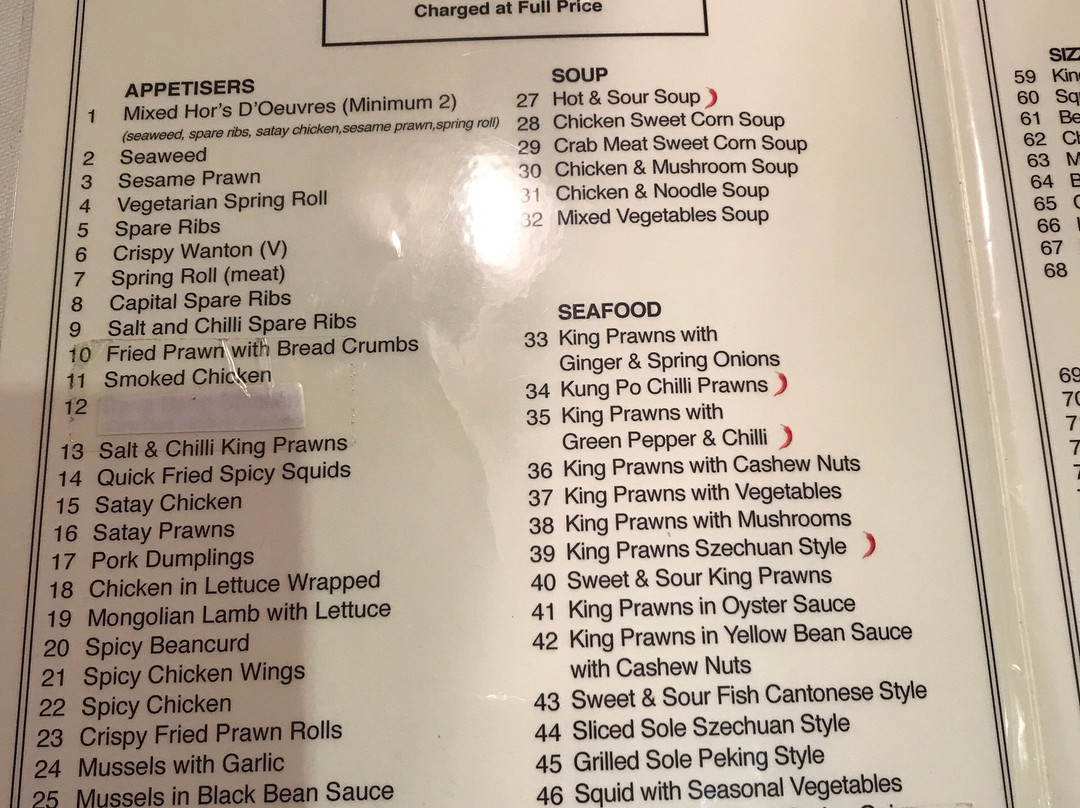 Charged at Full Price
APPETISERS
1 Mixed Hor's D'Oeuvres (Minimum 2)
(seaweed, spare ribs, satay chicken,sesame prawn,spring roll)
2 Seaweed
3 Sesame Prawn
4 Vegetarian Spring Roll
5 Spare Ribs
6 Crispy Wanton (V)
7 Spring Roll (meat)
8 Capital Spare Ribs
9 Salt and Chilli Spare Ribs
10 Fried Prawn with Bread Crumbs
11 Smoked Chicken
12
13 Salt & Chilli King Prawns
14 Quick Fried Spicy Squids
15 Satay Chicken
16 Satay Prawns
17 Pork Dumplings
18 Chicken in Lettuce Wrapped
19 Mongolian Lamb with Lettuce
20 Spicy Beancurd
21 Spicy Chicken Wings
22 Spicy Chicken
23 Crispy Fried Prawn Rolls
24 Mussels with Garlic
25 Mussels in Black Bean Sauce
SOUP
27 Hot & Sour Soup
28 Chicken Sweet Corn Soup
29 Crab Meat Sweet Corn Soup
30 Chicken & Mushroom Soup
31 Chicken & Noodle Soup
32 Mixed Vegetables Soup
SEAFOOD
33 King Prawns with
Ginger & Spring Onions
34 Kung Po Chilli Prawns
35 King Prawns with
Green Pepper & Chilli
36 King Prawns with Cashew Nuts
37 King Prawns with Vegetables
38 King Prawns with Mushrooms
39 King Prawns Szechuan Style
40 Sweet & Sour King Prawns
41 King Prawns in Oyster Sauce
42 King Prawns in Yellow Bean Sauce
with Cashew Nuts
43 Sweet & Sour Fish Cantonese Style
44 Sliced Sole Szechuan Style
45 Grilled Sole Peking Style
46 Squid with Seasonal Vegetables
59
60
61
62
63
64
65
66
67
68
69